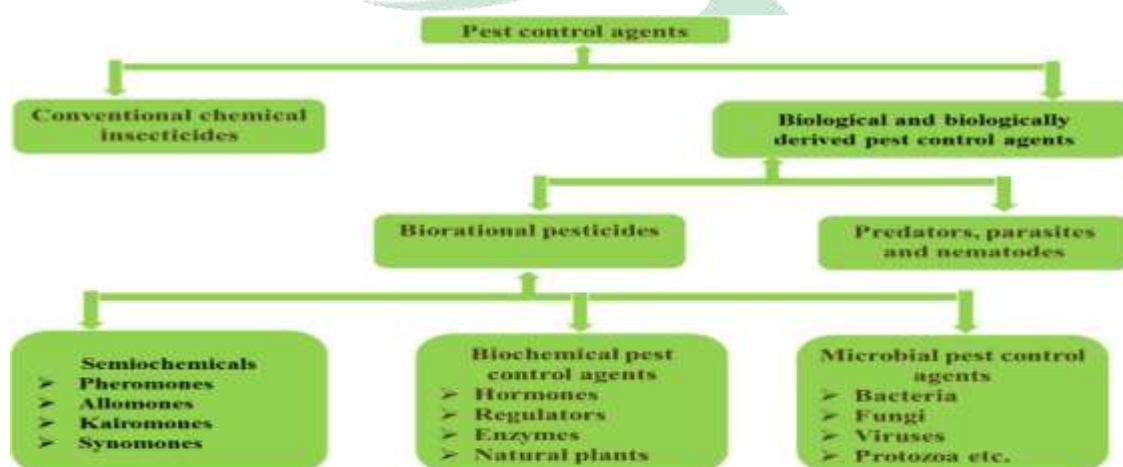 Pest control agents
Conventional chemical
insecticides
Biological and biologically
derived pest control agents
Biorational pesticides
Predators, parasites
and nematodes
Semiochemicals
➢ Pheromones
➢ Allomones
➢ Kairomones
➢ Synomones
Biochemical pest
control agents
➢ Hormones
➢ Regulators
➢ Enzymes
➢ Natural plants
Microbial pest control
agents
➢ Bacteria
➢ Fungi
➢ Viruses
➢ Protozoa etc.